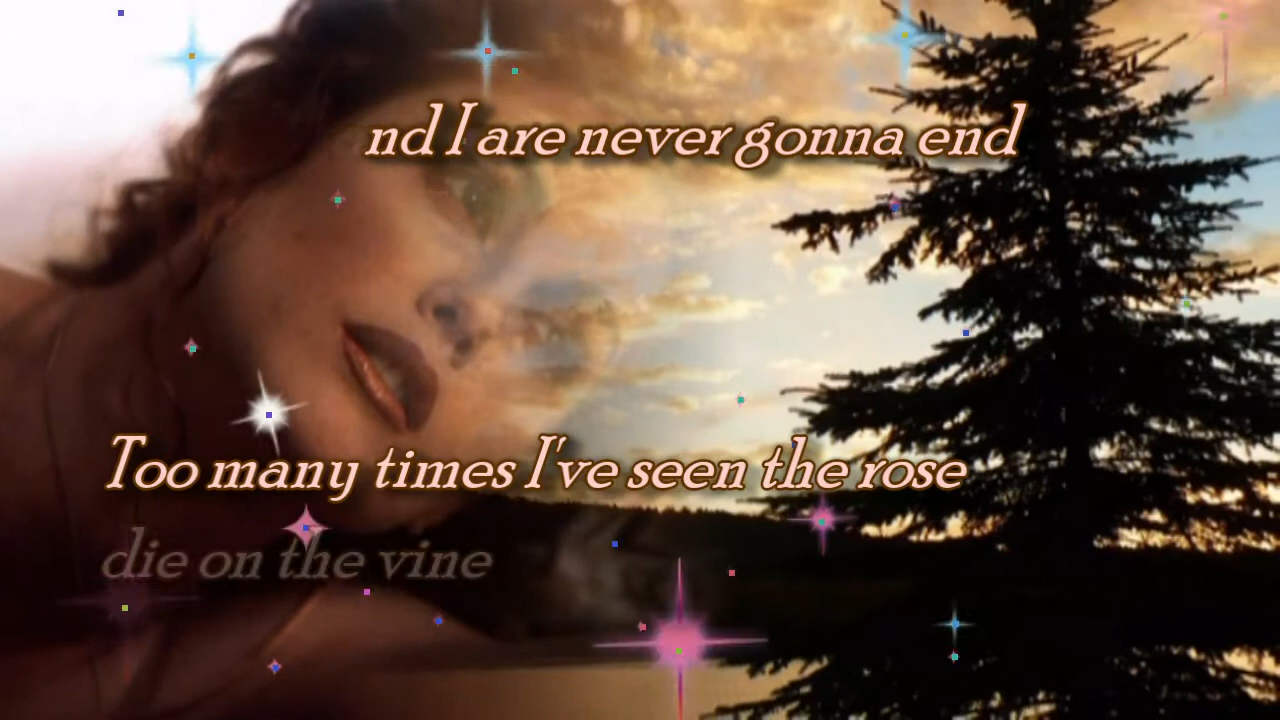 nd I are never gonna end
Too many times I've seen the rose
die on the vine